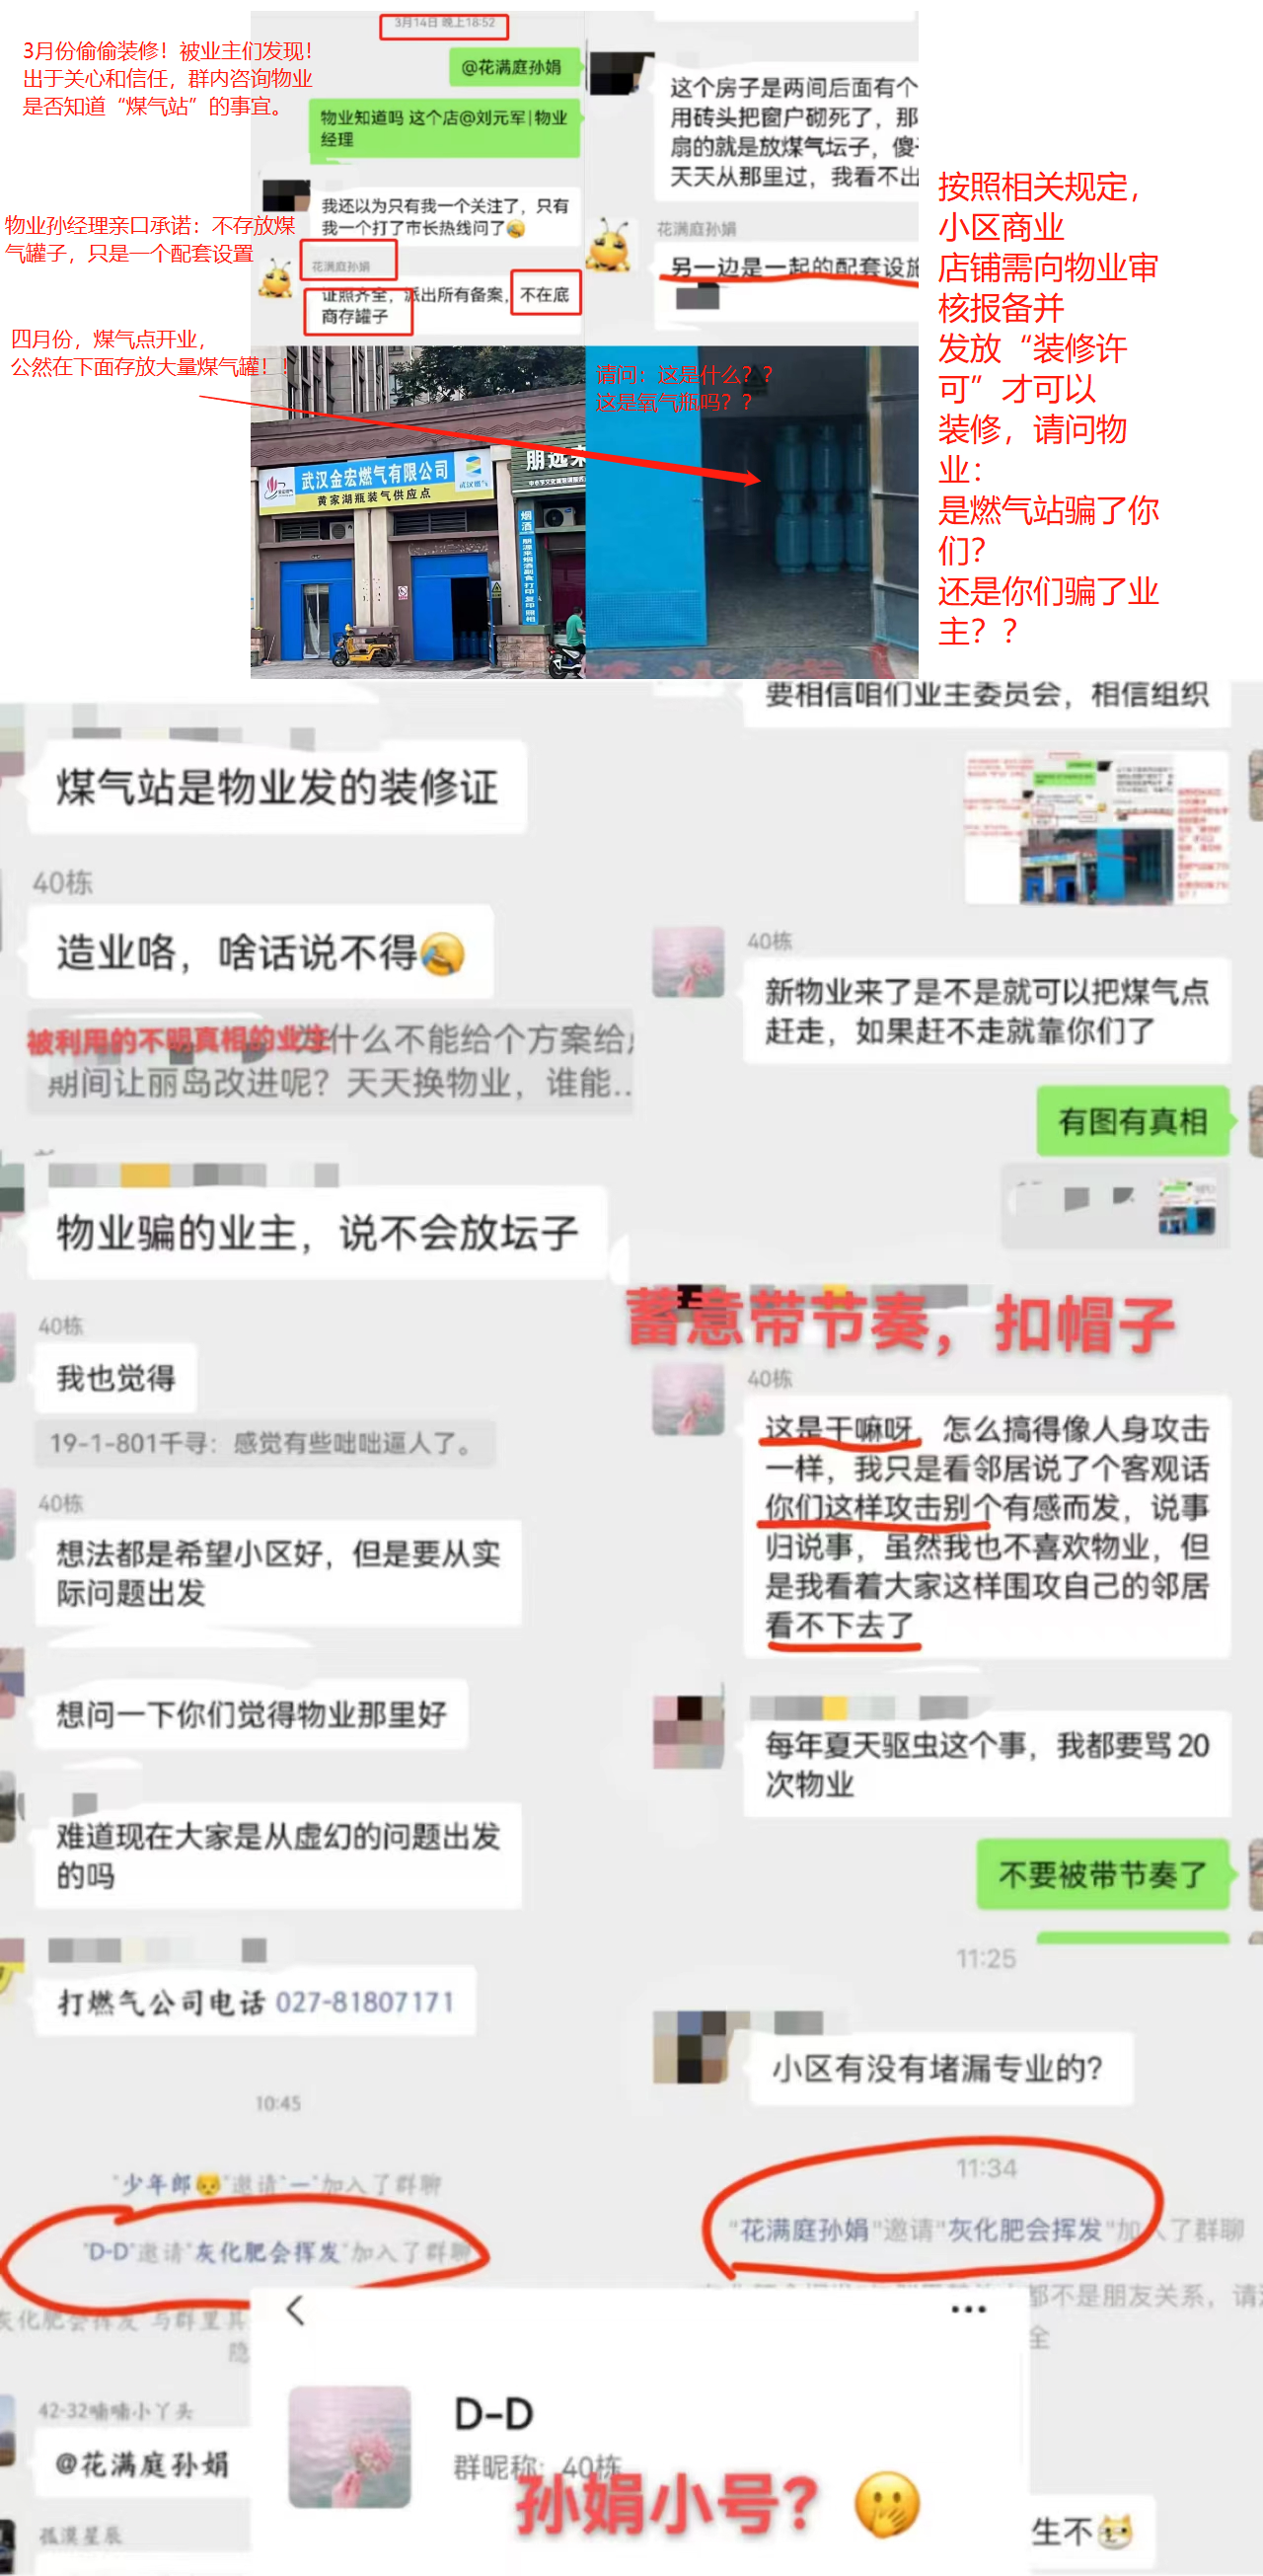 3月份偷偷装修！被业主们发现！
出于关心和信任，群内咨询物业
是否知道“煤气站”的事宜。
物业孙经理亲口承诺：不存放煤
气罐子，只是一个配套设置
四月份，煤气点开业，
公然在下面存放大量煤气罐！！
3月14日 晚上18:52
@花满庭孙娟
物业知道吗 这个店@刘元军|物业
经理
我还以为只有我一个关注了，只有
我一个打了市长热线问了
花满庭孙娟
证照齐全，派出所有备案，不在底
商存罐子
这个房子是两间后面有个
用砖头把窗户砌死了，那
扇的就是放煤气坛子，傻
天天从那里过，我看不出
花满庭孙娟
另一边是一起的配套设施
按照相关规定，
小区商业
店铺需向物业审
核报备并
发放“装修许
可”才可以
装修，请问物
业：
是燃气站骗了你
们？
还是你们骗了业
主？？
武汉金宏燃气有限公司
黄家湖瓶装气供应点
武汉燃气
朋远来
烟酒
请问：这是什么？？
这是氧气瓶吗？？
煤气站是物业发的装修证
40栋
造业咯，啥话说不得
被利用的不明真相的业主
为什么不能给个方案给
期间让丽岛改进呢？天天换物业，谁能...
物业骗的业主，说不会放坛子
40栋
我也觉得
19-1-801千寻：感觉有些咄咄逼人了。
40栋
想法都是希望小区好，但是要从实
际问题出发
想问一下你们觉得物业那里好
难道现在大家是从虚幻的问题出发
的吗
打燃气公司电话 027-81807171
10:45
"少年郎"邀请"一"加入了群聊
"D-D"邀请"灰化肥会挥发"加入了群聊
灰化肥会挥发 与群里其
隐
42-32喃喃小丫头
@花满庭孙娟
孤漠星辰
要相信咱们业主委员会，相信组织
40栋
新物业来了是不是就可以把煤气点
赶走，如果赶不走就靠你们了
有图有真相
蓄意带节奏，扣帽子
40栋
这是干嘛呀，怎么搞得像人身攻击
一样，我只是看邻居说了个客观话
你们这样攻击别个有感而发，说事
归说事，虽然我也不喜欢物业，但
是我看着大家这样围攻自己的邻居
看不下去了
每年夏天驱虫这个事，我都要骂 20
次物业
不要被带节奏了
11:25
小区有没有堵漏专业的？
11:34
"花满庭孙娟"邀请"灰化肥会挥发"加入了群聊
都不是朋友关系，请
全
D-D
群昵称：40栋
孙娟小号？
生不